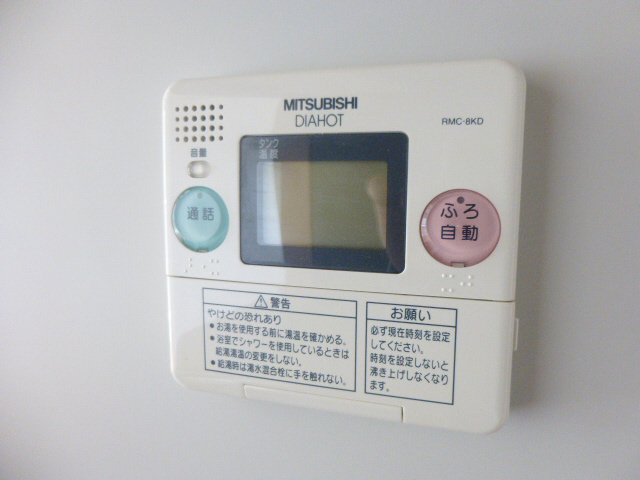 MITSUBISHI
DIAHOT
RMC-8KD
タンク
温度
音量
通話
ふろ
自動
警告
やけどの恐れあり
●お湯を使用する前に湯温を確かめる。
●浴室でシャワーを使用しているときは
給湯湯温の変更をしない。
●給湯時は湯水混合栓に手を触れない。
お願い
必ず現在時刻を設定
してください。
時刻を設定しないと
沸き上げしなくなり
ます。